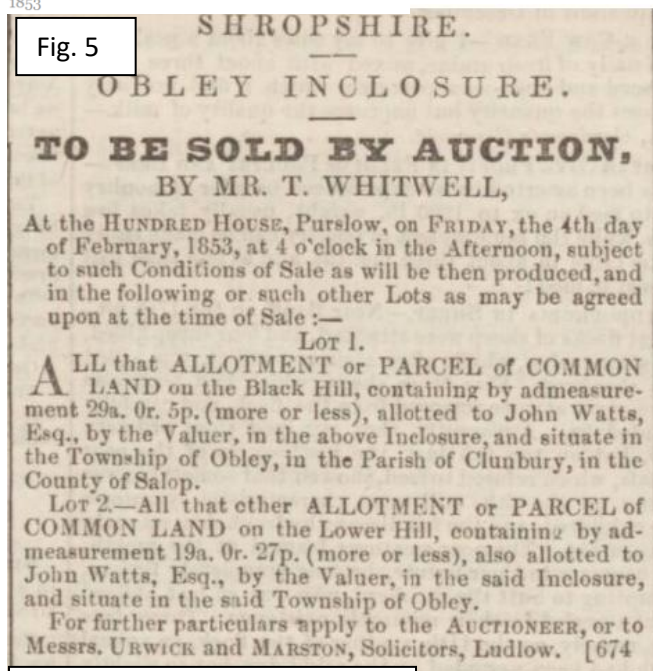 1853
SHROPSHIRE.
Fig. 5
OBLEY INCLOSURE.
TO BE SOLD BY AUCTION,
BY MR. T. WHITWELL,
At the HUNDRED HOUSE, Purslow, on FRIDAY, the 4th day
of February, 1853, at 4 o'clock in the Afternoon, subject
to such Conditions of Sale as will be then produced, and
in the following or such other Lots as may be agreed
upon at the time of Sale :—
LOT 1.
ALL that ALLOTMENT or PARCEL of COMMON
LAND on the Black Hill, containing by admeasure-
ment 29a. 0r. 5p. (more or less), allotted to John Watts,
Esq., by the Valuer, in the above Inclosure, and situate in
the Township of Obley, in the Parish of Clunbury, in the
County of Salop.
LOT 2.—All that other ALLOTMENT or PARCEL of
COMMON LAND on the Lower Hill, containing by ad-
measurement 19a. 0r. 27p. (more or less), also allotted to
John Watts, Esq., by the Valuer, in the said Inclosure,
and situate in the said Township of Obley.
For further particulars apply to the AUCTIONEER, or to
Messrs. URWICK and MARSTON, Solicitors, Ludlow. [674